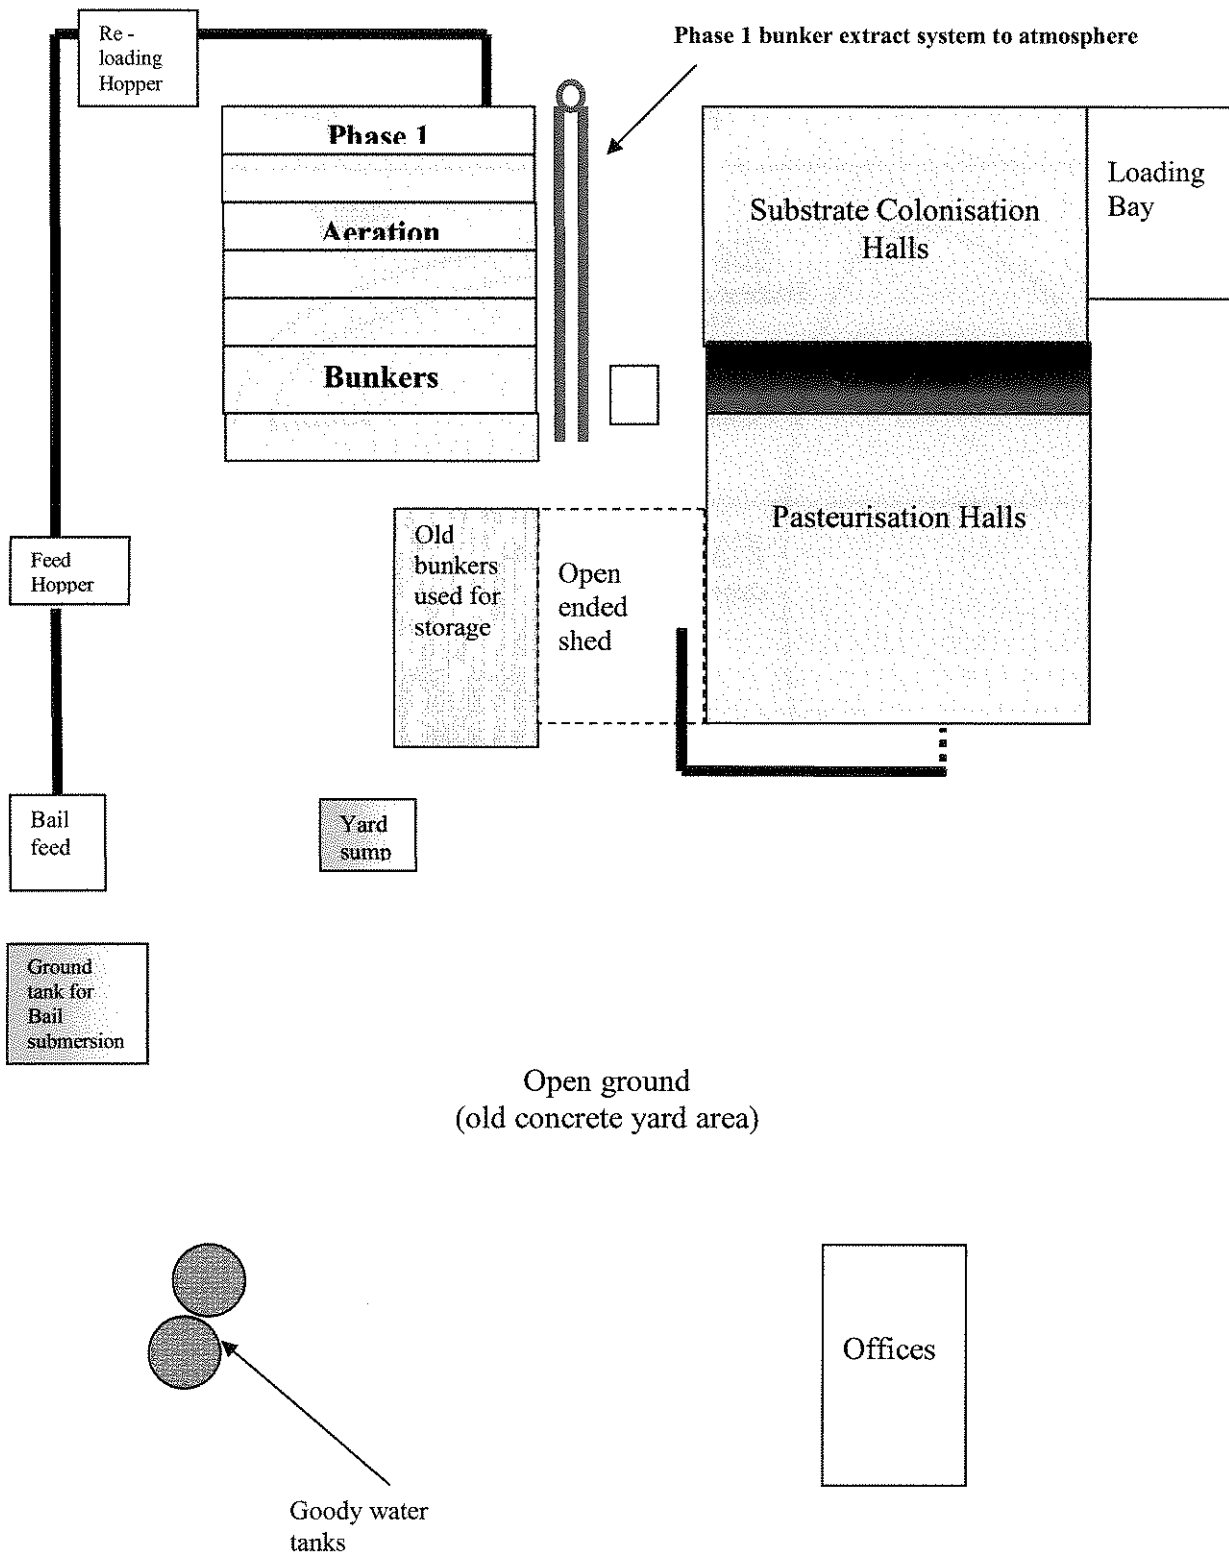 Re -
loading
Hopper
Phase 1 bunker extract system to atmosphere
Phase 1
Aeration
Bunkers
Substrate Colonisation
Halls
Loading
Bay
Pasteurisation Halls
Old
bunkers
used for
storage
Open
ended
shed
Feed
Hopper
Bail
feed
Yard
sump
Ground
tank for
Bail
submersion
Open ground
(old concrete yard area)
Offices
Goody water
tanks